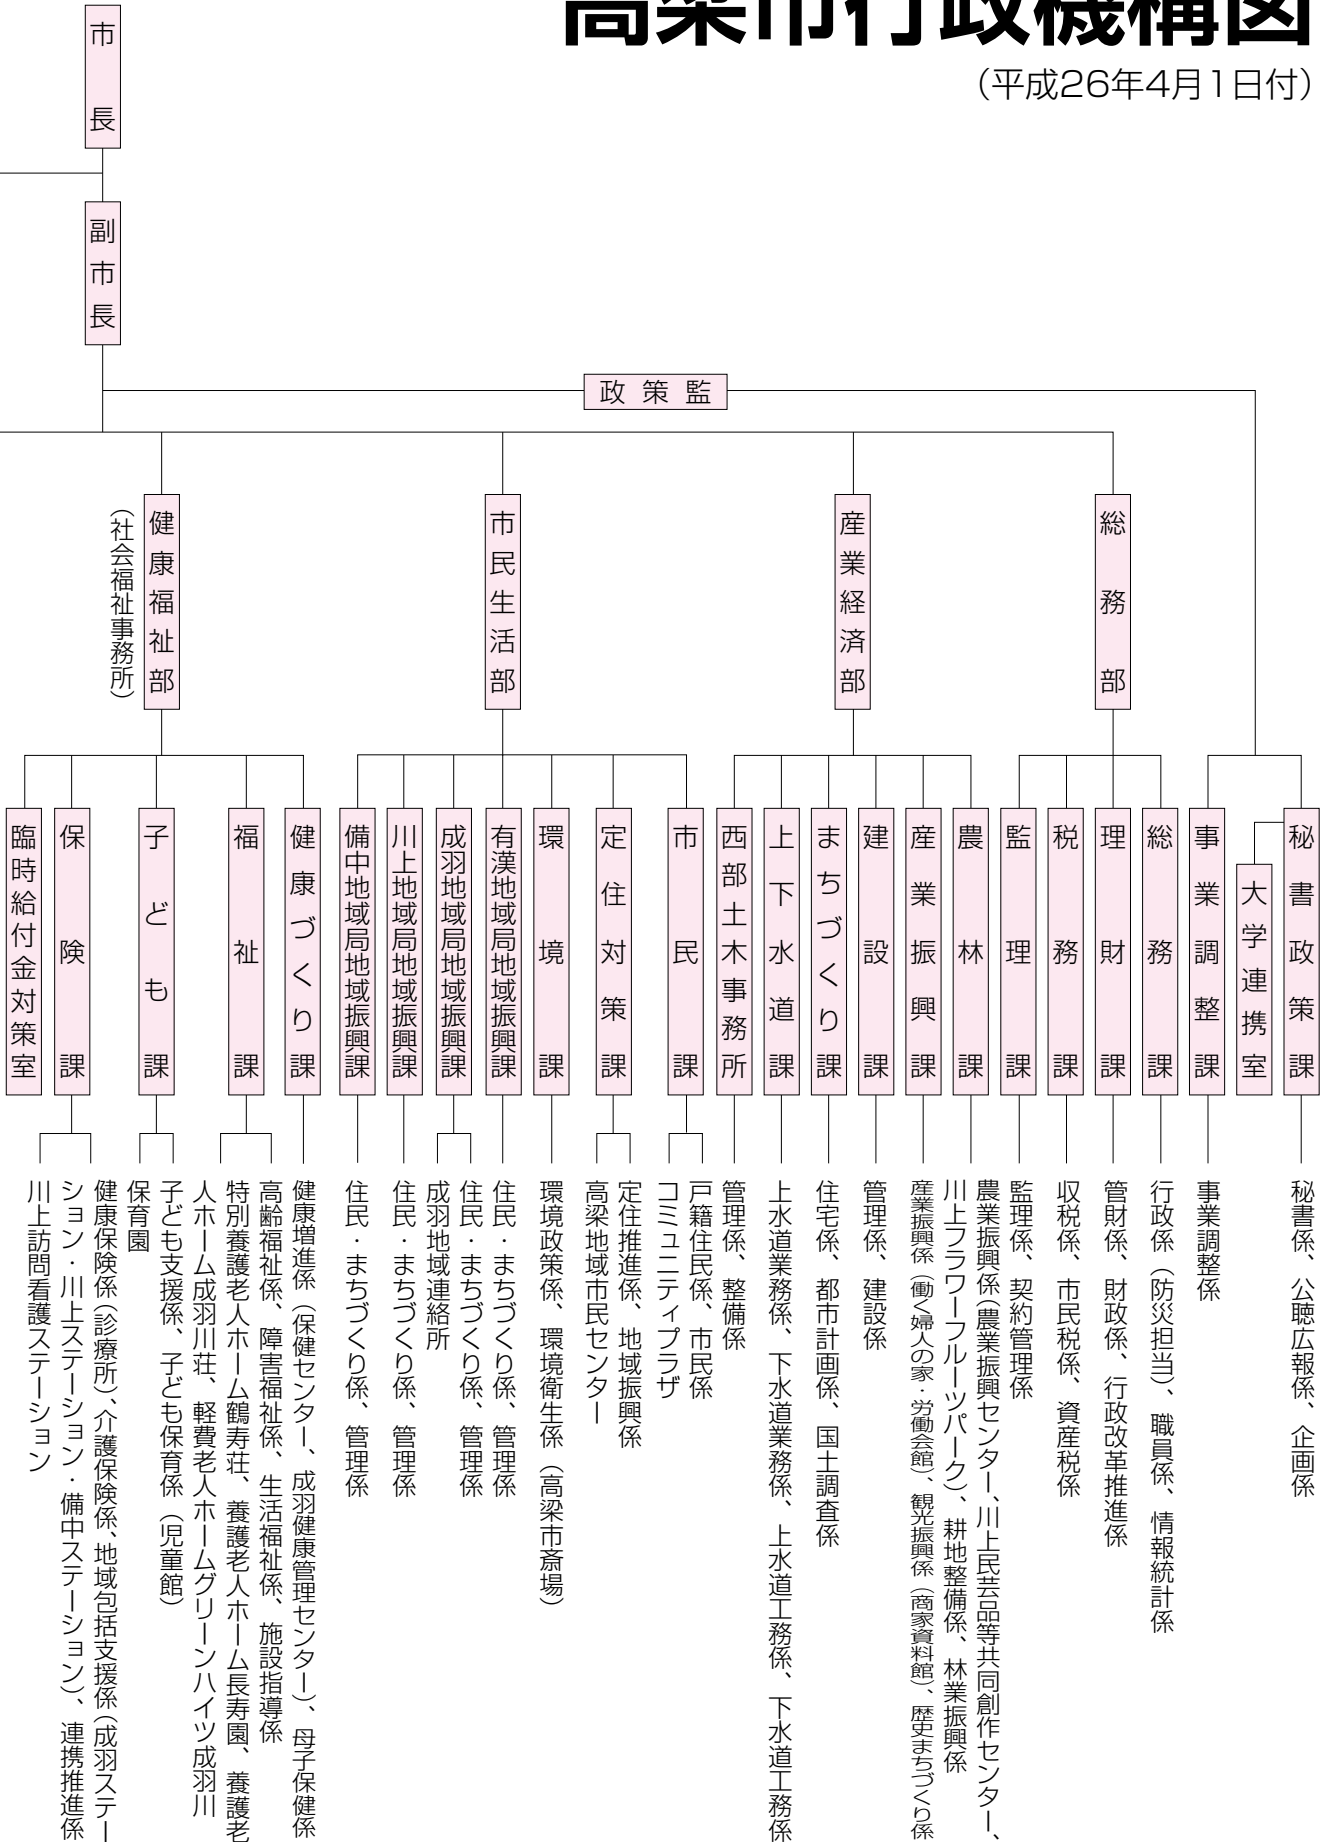 高梁市行政機構図
（平成26年4月1日付）
市長
副市長
政策監
総務部
産業経済部
市民生活部
健康福祉部
（社会福祉事務所）
秘書政策課
大学連携室
事業調整課
総務課
理財課
税務課
監理課
農林課
産業振興課
建設課
まちづくり課
上下水道課
西部土木事務所
市民課
定住対策課
環境課
有漢地域局地域振興課
成羽地域局地域振興課
川上地域局地域振興課
備中地域局地域振興課
健康づくり課
福祉課
子ども課
保険課
臨時給付金対策室
秘書係、公聴広報係、企画係
事業調整係
行政係（防災担当）、職員係、情報統計係
管財係、財政係、行政改革推進係
収税係、市民税係、資産税係
監理係、契約管理係
農業振興係（農業振興センター、川上民芸品等共同創作センター、
川上フラワーフルーツパーク）、耕地整備係、林業振興係
産業振興係（働く婦人の家・労働会館）、観光振興係（商家資料館）、歴史まちづくり係
管理係、建設係
住宅係、都市計画係、国土調査係
上水道業務係、下水道業務係、上水道工務係、下水道工務係
管理係、整備係
戸籍住民係、市民係
コミュニティプラザ
定住推進係、地域振興係
高梁地域市民センター
環境政策係、環境衛生係（高梁市斎場）
住民・まちづくり係、管理係
住民・まちづくり係、管理係
成羽地域連絡所
住民・まちづくり係、管理係
住民・まちづくり係、管理係
健康増進係（保健センター、成羽健康管理センター）、母子保健係
高齢福祉係、障害福祉係、生活福祉係、施設指導係
特別養護老人ホーム鶴寿荘、養護老人ホーム長寿園、養護老
人ホーム成羽川荘、軽費老人ホームグリーンハイツ成羽川
子ども支援係、子ども保育係（児童館）
保育園
健康保険係（診療所）、介護保険係、地域包括支援係（成羽ステー
ション・川上ステーション・備中ステーション）、連携推進係
川上訪問看護ステーション